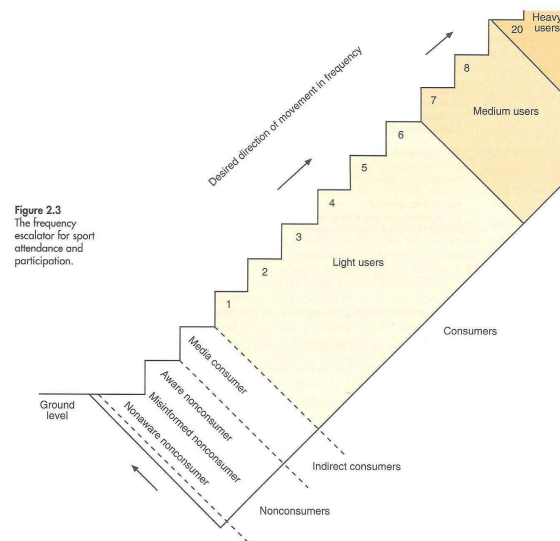 Heavy
users
20
8
7
Medium users
6
5
4
3
2
1
Light users
Desired direction of movement in frequency
Figure 2.3
The frequency
escalator for sport
attendance and
participation.
Consumers
Media consumer
Aware nonconsumer
Misinformed nonconsumer
Nonaware nonconsumer
Ground
level
Indirect consumers
Nonconsumers